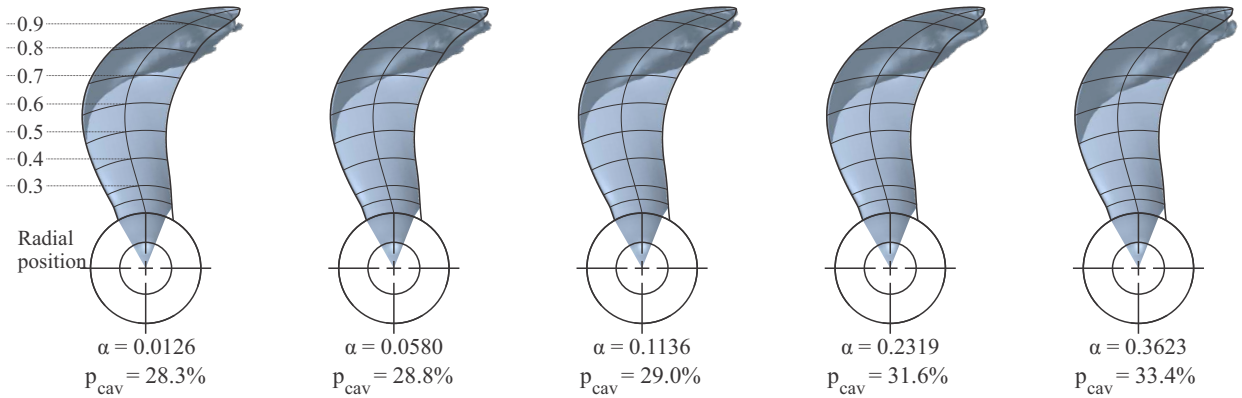 0.9
0.8
0.7
0.6
0.5
0.4
0.3
Radial
position
α = 0.0126
p_cav = 28.3%
α = 0.0580
p_cav = 28.8%
α = 0.1136
p_cav = 29.0%
α = 0.2319
p_cav = 31.6%
α = 0.3623
p_cav = 33.4%